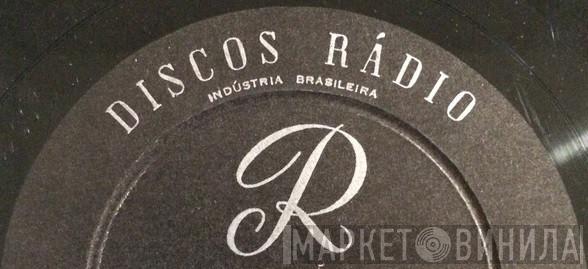 DISCOS RÁDIO
INDÚSTRIA BRASILEIRA
R
МАРКЕТ ВИНИЛА